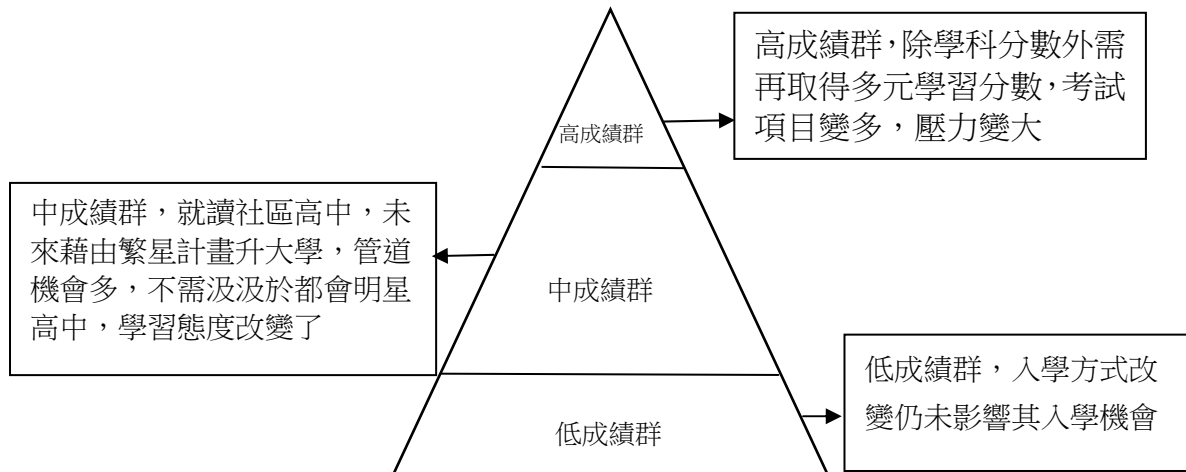 高成績群，除學科分數外需
再取得多元學習分數，考試
項目變多，壓力變大
高成績群
中成績群，就讀社區高中，未
來藉由繁星計畫升大學，管道
機會多，不需汲汲於都會明星
高中，學習態度改變了
中成績群
低成績群，入學方式改
變仍未影響其入學機會
低成績群